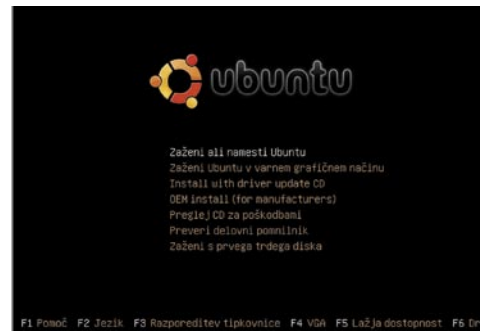 ubuntu
Zaženi ali namesti Ubuntu
Zaženi Ubuntu v varnem grafičnem načinu
Install with driver update CD
OEM install (for manufacturers)
Preglej CD za poškodbami
Preveri delovni pomnilnik
Zaženi s prvega trdega diska
F1 Pomoč F2 Jezik F3 Razporeditev tipkovnice F4 VGA F5 Lažja dostopnost F6 Dr